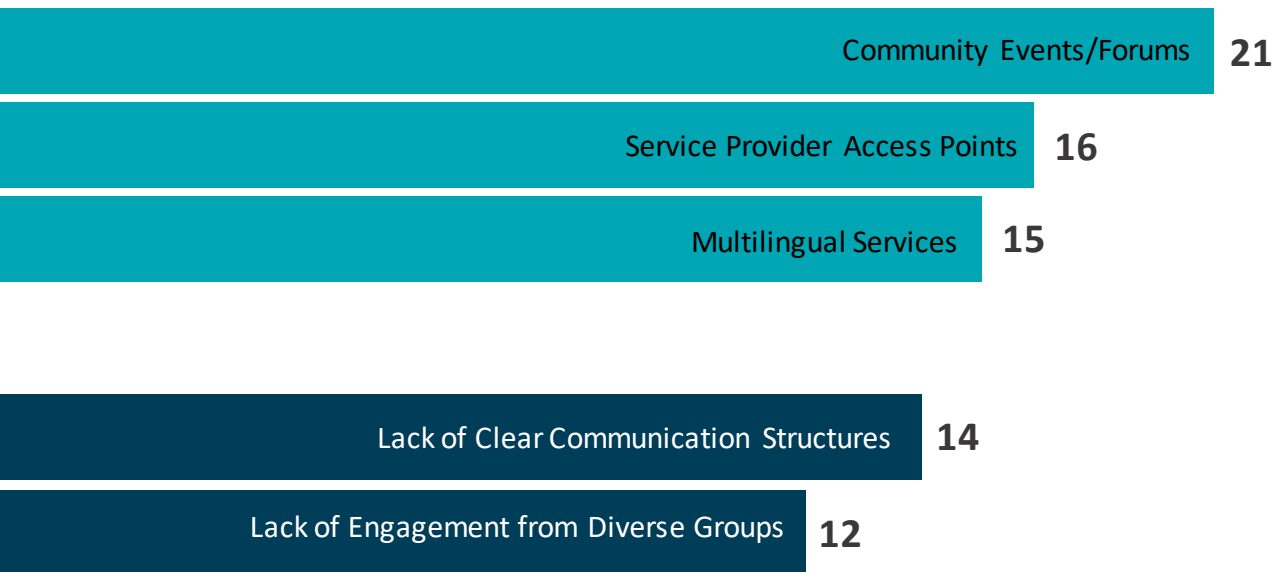 Community Events/Forums 21
Service Provider Access Points 16
Multilingual Services 15
Lack of Clear Communication Structures 14
Lack of Engagement from Diverse Groups 12